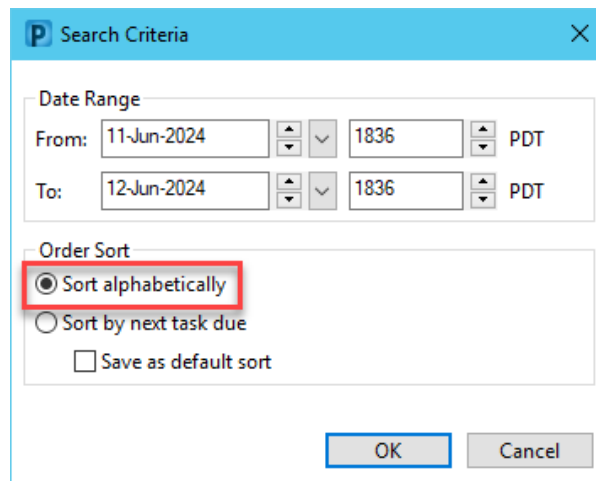 P Search Criteria
Date Range
From: 11-Jun-2024 1836 PDT
To: 12-Jun-2024 1836 PDT
Order Sort
Sort alphabetically
Sort by next task due
Save as default sort
OK Cancel